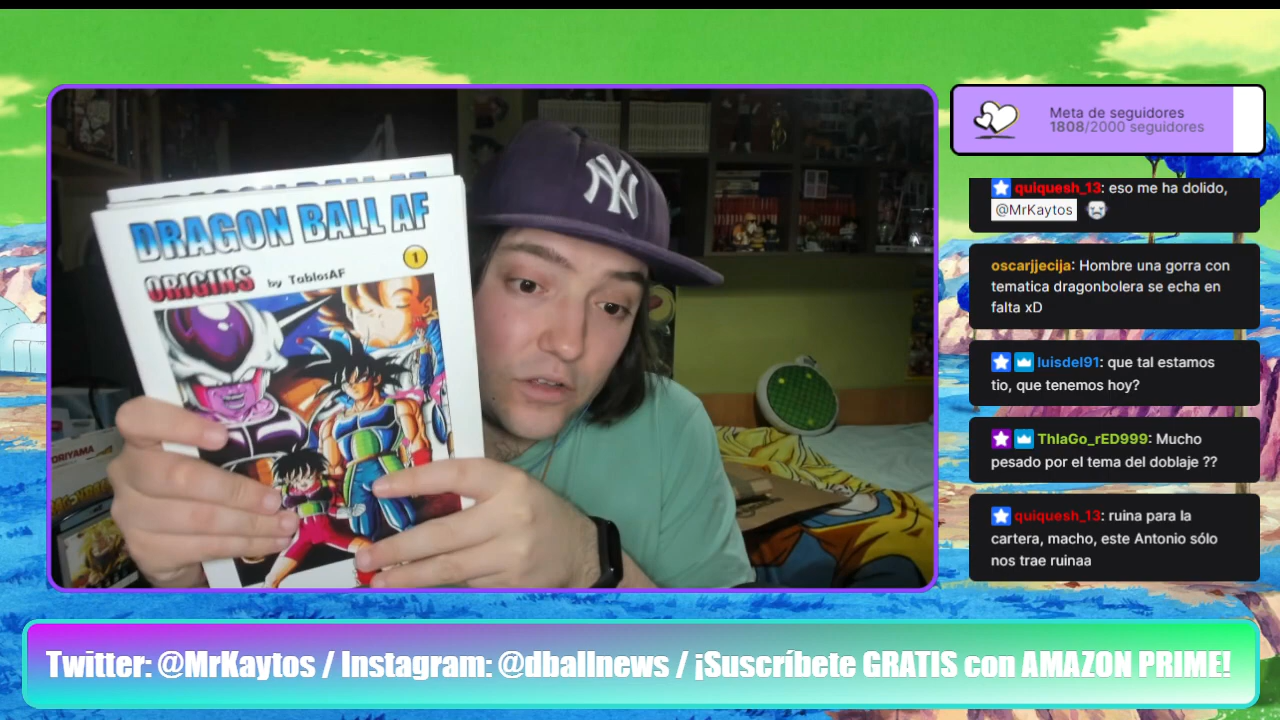 Meta de seguidores
1808/2000 seguidores
quiquesh_13: eso me ha dolido,
@MrKaytos
oscarjjecija: Hombre una gorra con
tematica dragonbolera se echa en
falta xD
luisdel91: que tal estamos
tio, que tenemos hoy?
ThIaGo_rED999: Mucho
pesado por el tema del doblaje ??
quiquesh_13: ruina para la
cartera, macho, este Antonio sólo
nos trae ruinaa
NY
DRAGON BALL AF
DRAGON BALL AF
1
ORIGINS by TablosAF
Twitter: @MrKaytos / Instagram: @dballnews / ¡Suscríbete GRATIS con AMAZON PRIME!